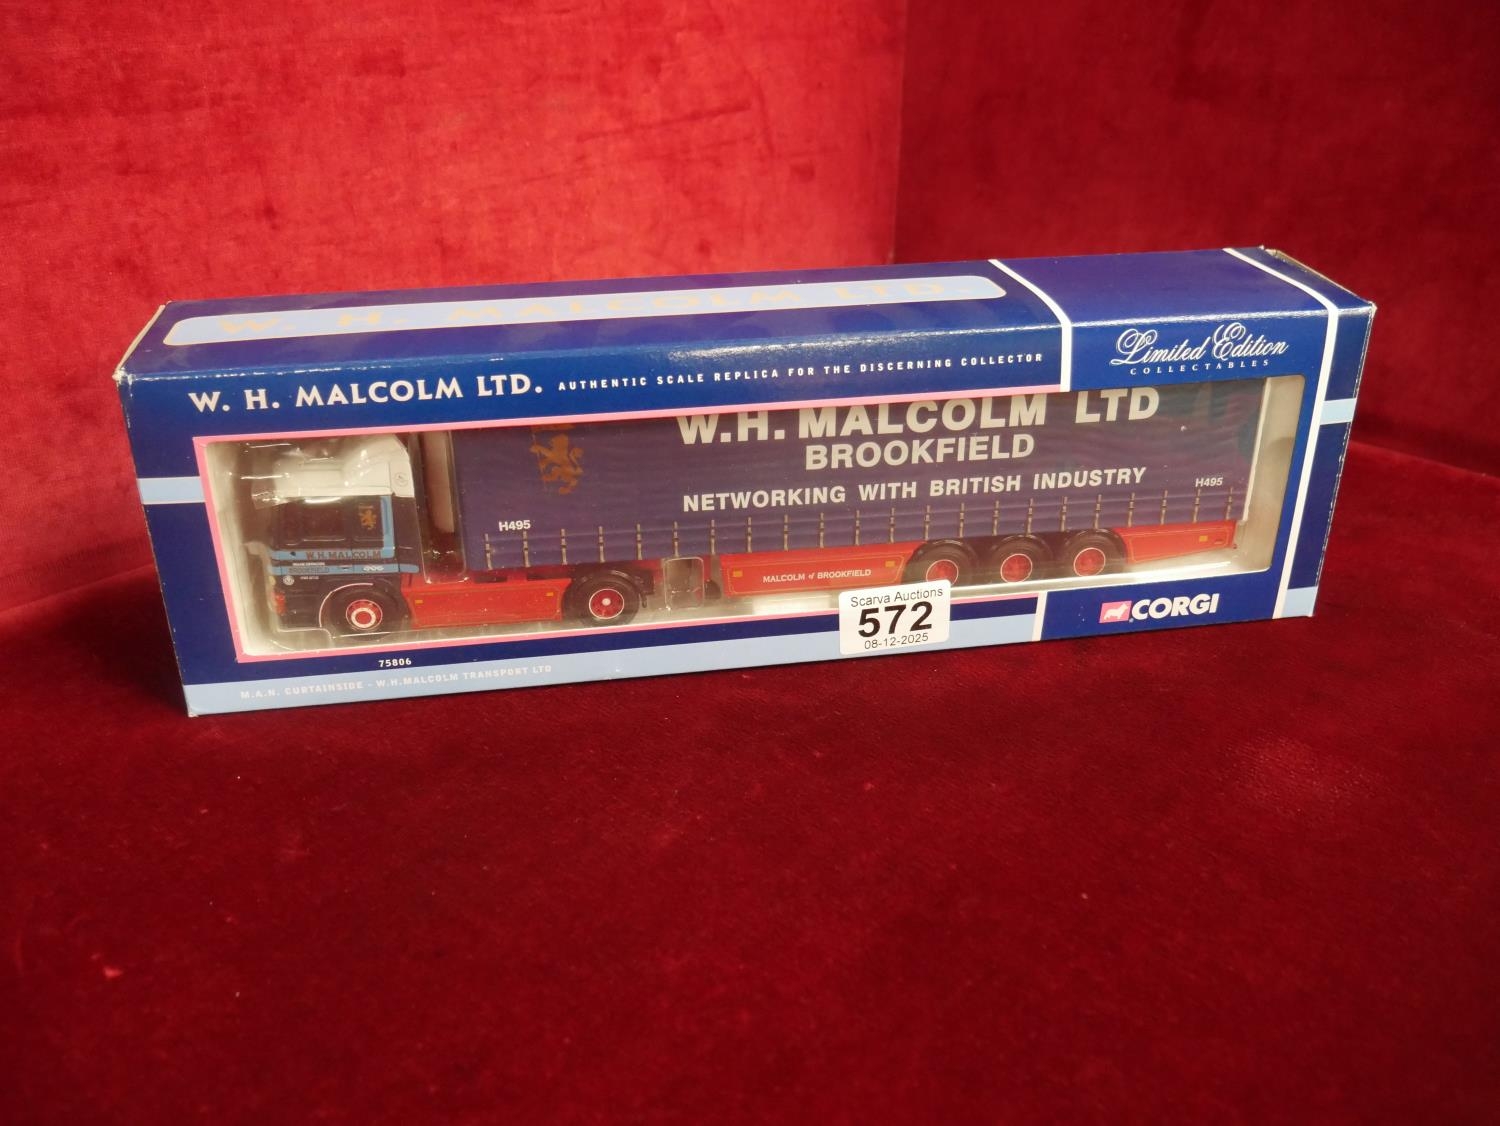 W. H. MALCOLM LTD.
W. H. MALCOLM LTD. AUTHENTIC SCALE REPLICA FOR THE DISCERNING COLLECTOR
Limited Edition
COLLECTABLES
W.H. MALCOLM LTD
BROOKFIELD
NETWORKING WITH BRITISH INDUSTRY
H495
H495
W.H. MALCOLM
BROOKFIELD
MALCOLM of BROOKFIELD
Scarva Auctions
572
08-12-2025
CORGI
75806
M.A.N. CURTAINSIDE - W.H.MALCOLM TRANSPORT LTD